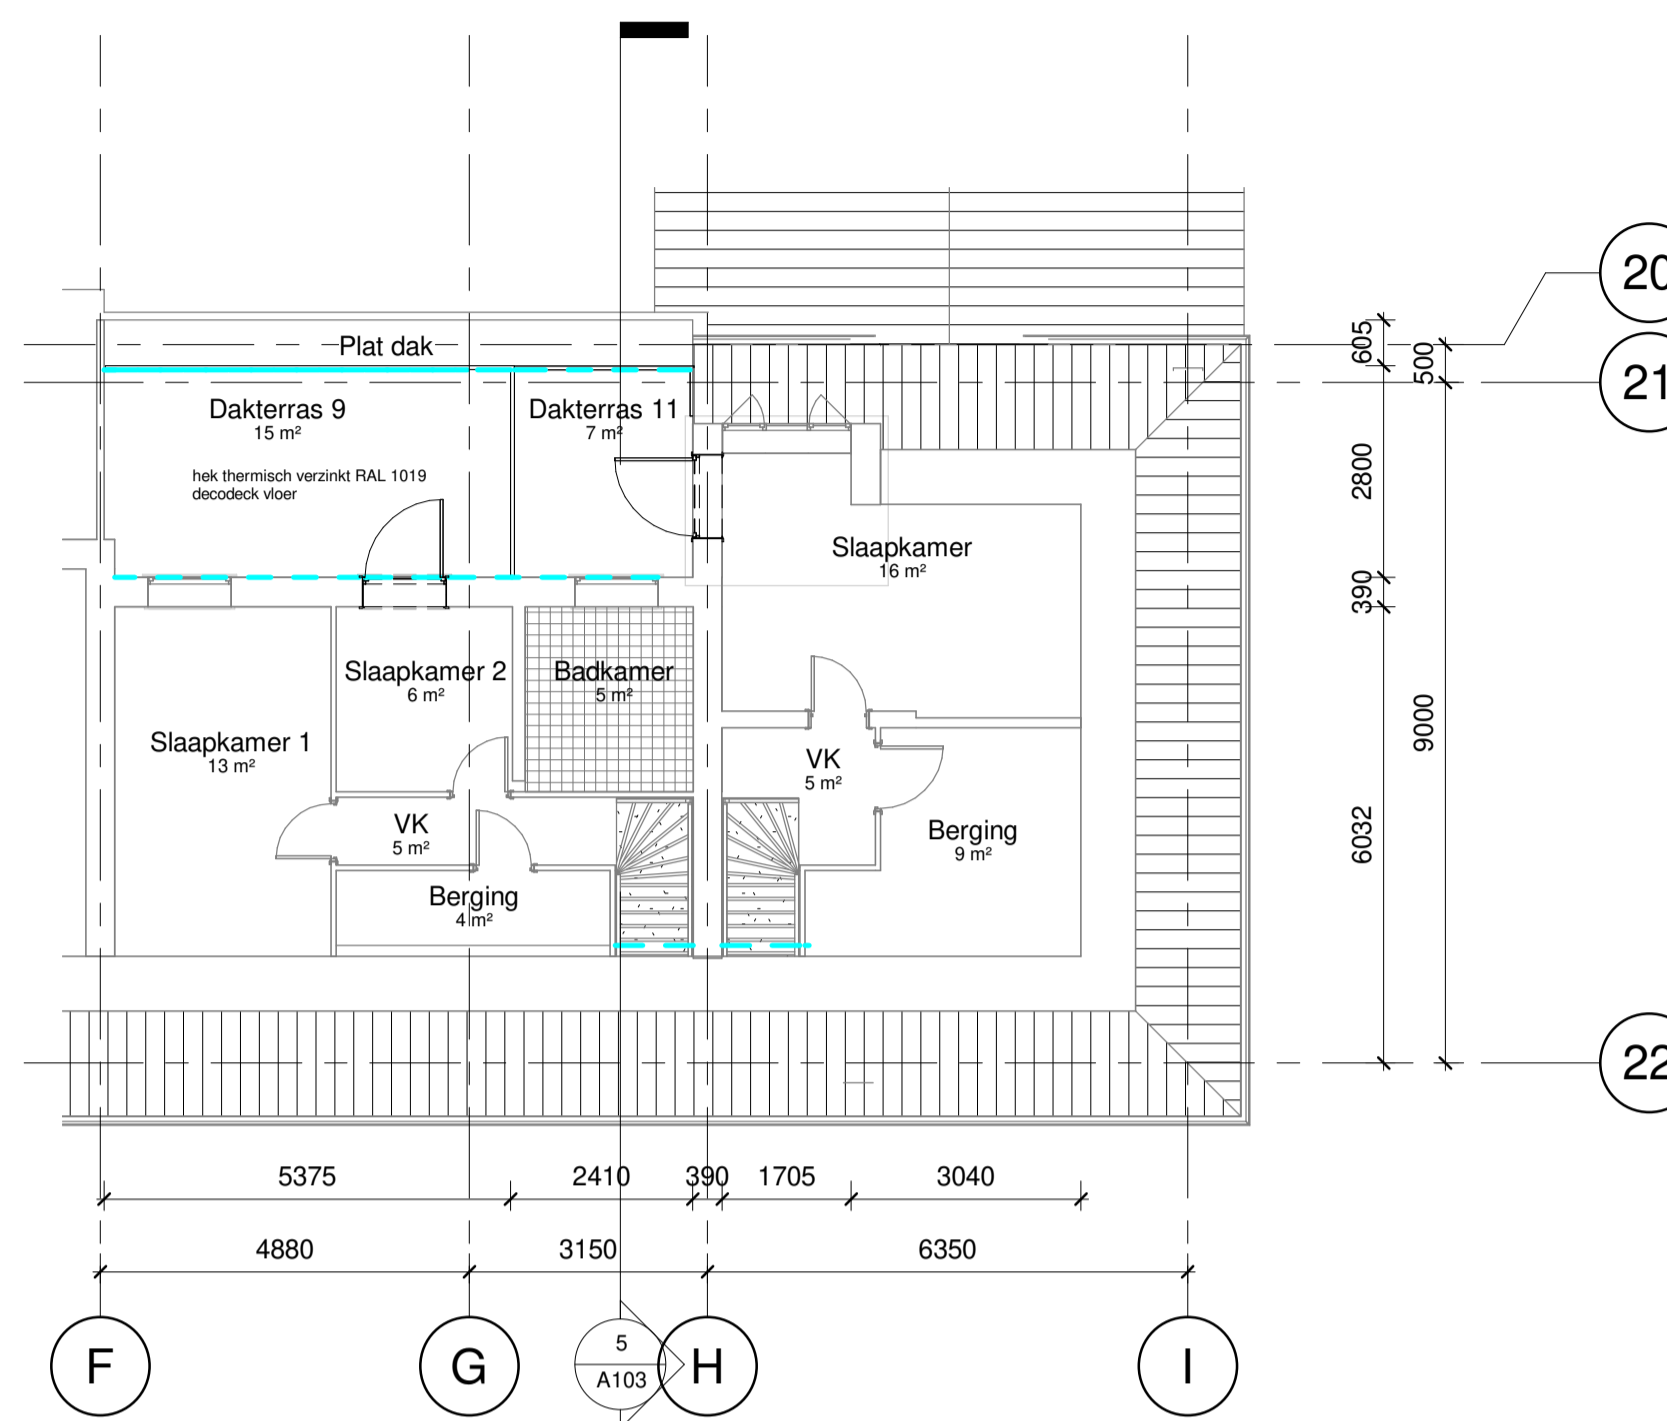 20
605
Plat dak
500
21
Dakterras 9
15 m²
Dakterras 11
7 m²
hek thermisch verzinkt RAL 1019
decodeck vloer
2800
Slaapkamer
16 m²
390
Slaapkamer 2
6 m²
Badkamer
5 m²
Slaapkamer 1
13 m²
9000
VK
5 m²
VK
5 m²
Berging
9 m²
6032
Berging
4 m²
22
5375
2410
390
1705
3040
4880
3150
6350
F
G
5
A103
H
I